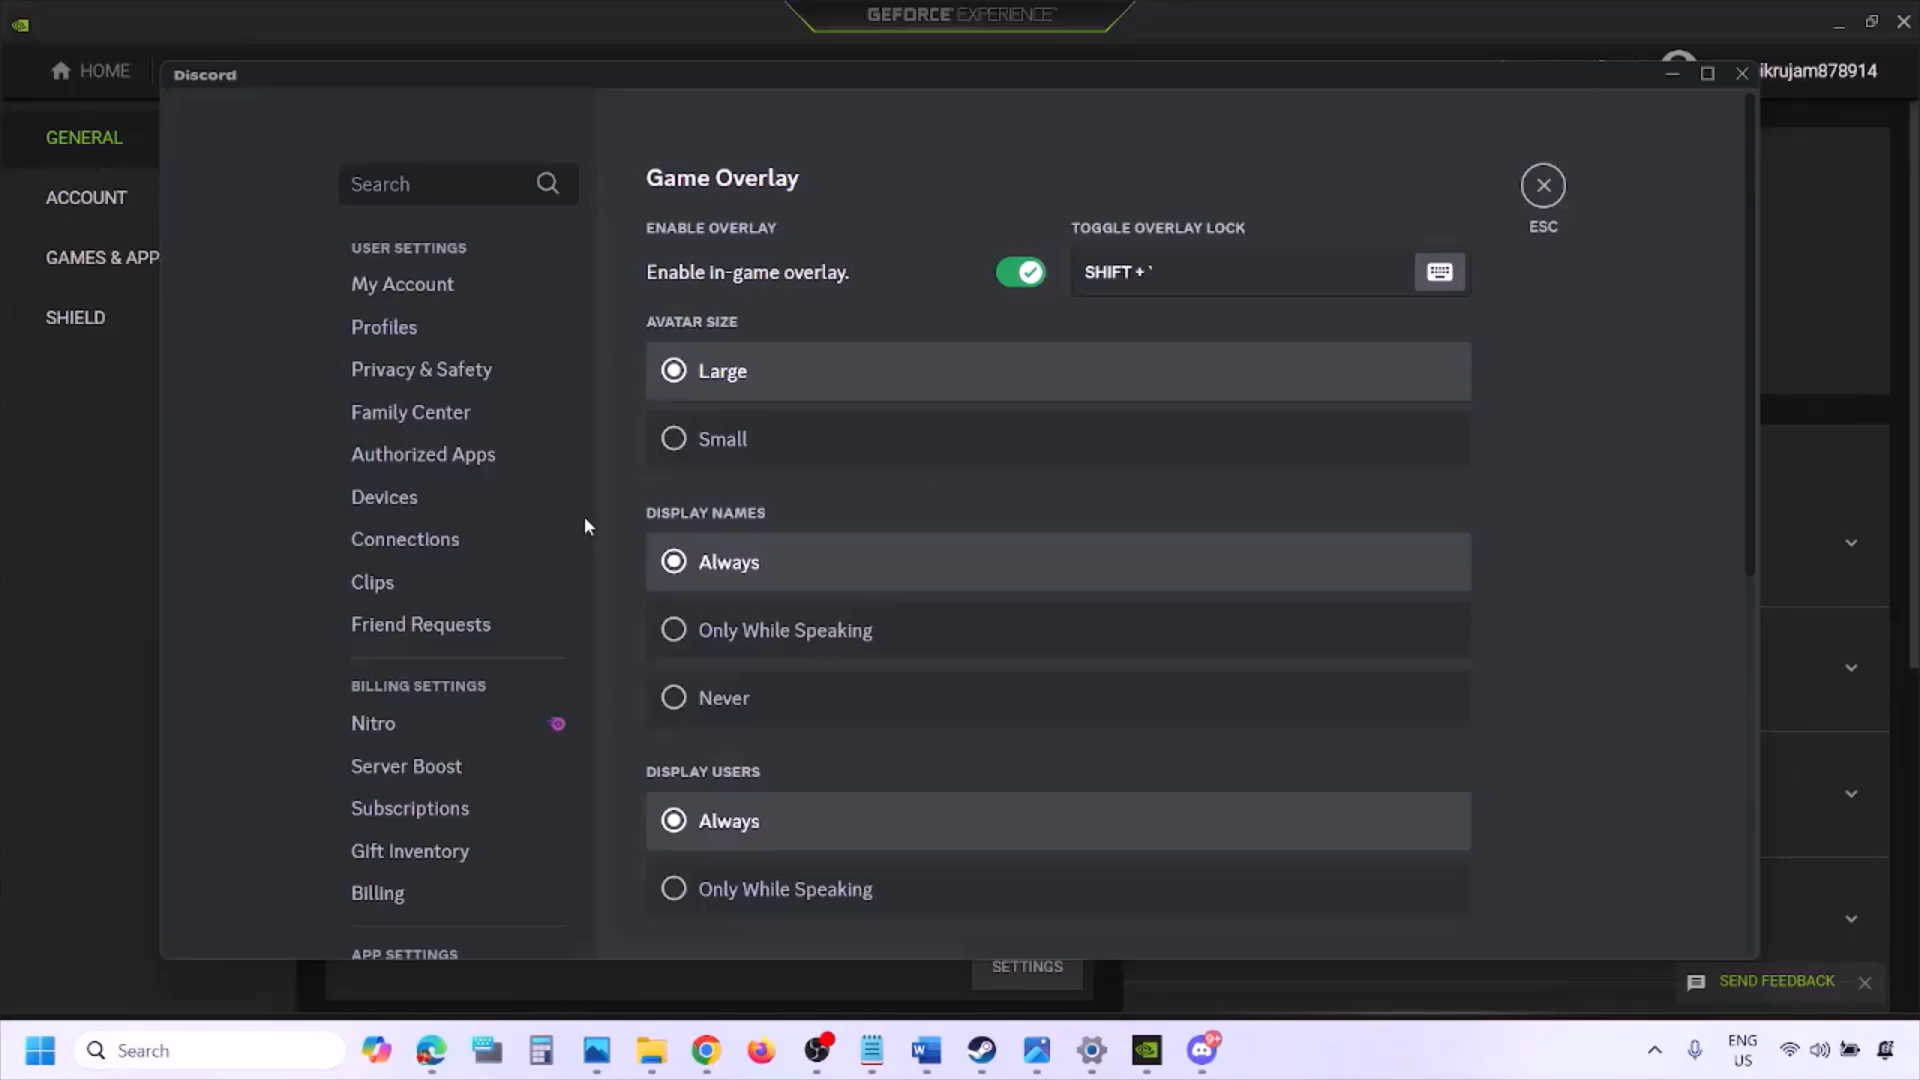 GEFORCE EXPERIENCE
HOME
Discord
ikrujam878914
GENERAL
ACCOUNT
GAMES & APP
SHIELD
Search
USER SETTINGS
My Account
Profiles
Privacy & Safety
Family Center
Authorized Apps
Devices
Connections
Clips
Friend Requests
BILLING SETTINGS
Nitro
Server Boost
Subscriptions
Gift Inventory
Billing
APP SETTINGS
Game Overlay
ENABLE OVERLAY
Enable in-game overlay.
TOGGLE OVERLAY LOCK
SHIFT + `
ESC
AVATAR SIZE
Large
Small
DISPLAY NAMES
Always
Only While Speaking
Never
DISPLAY USERS
Always
Only While Speaking
SETTINGS
SEND FEEDBACK
Search
9+
ENG
US